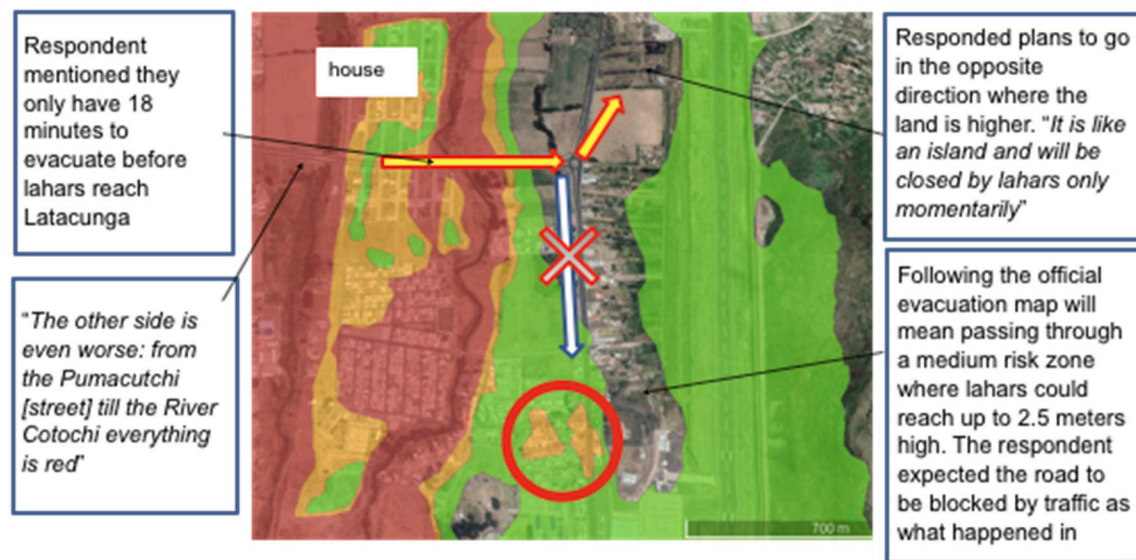 Respondent
mentioned they
only have 18
minutes to
evacuate before
lahars reach
Latacunga
"The other side is
even worse: from
the Pumacutchi
[street] till the River
Cotochi everything
is red"
house
700 m
Responded plans to go
in the opposite
direction where the
land is higher. "It is like
an island and will be
closed by lahars only
momentarily"
Following the official
evacuation map will
mean passing through
a medium risk zone
where lahars could
reach up to 2.5 meters
high. The respondent
expected the road to
be blocked by traffic as
what happened in